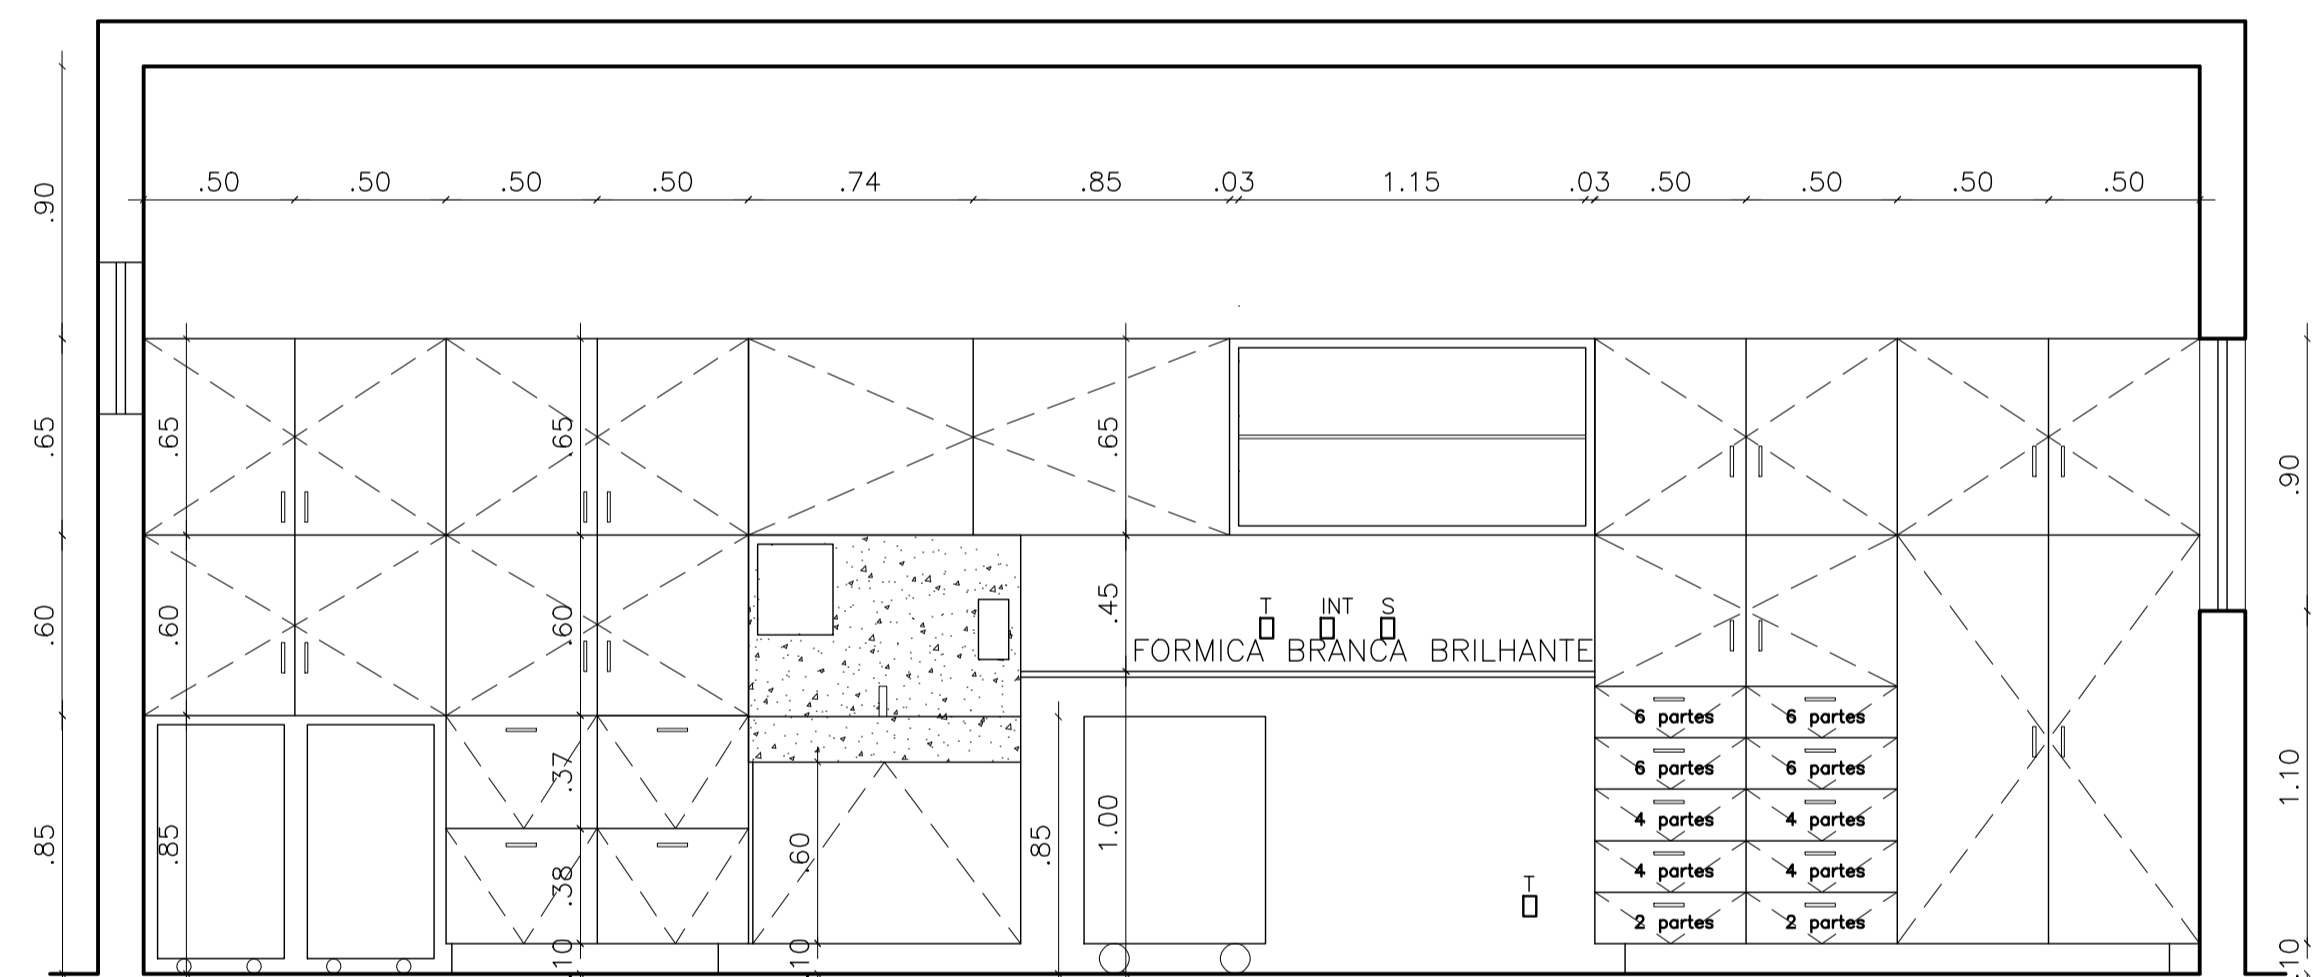 .50 .50 .50 .50 .74 .85 .03 1.15 .03 .50 .50 .50 .50
.90
.65 .65 .65 .65 .90
.60 .60 .60 .45
T INT S
FORMICA BRANCA BRILHANTE
6 partes 6 partes
6 partes 6 partes
.37 1.10
4 partes 4 partes
.85 .85 .60 .85 1.00
4 partes 4 partes
.38 T
2 partes 2 partes
.10 .10 .10